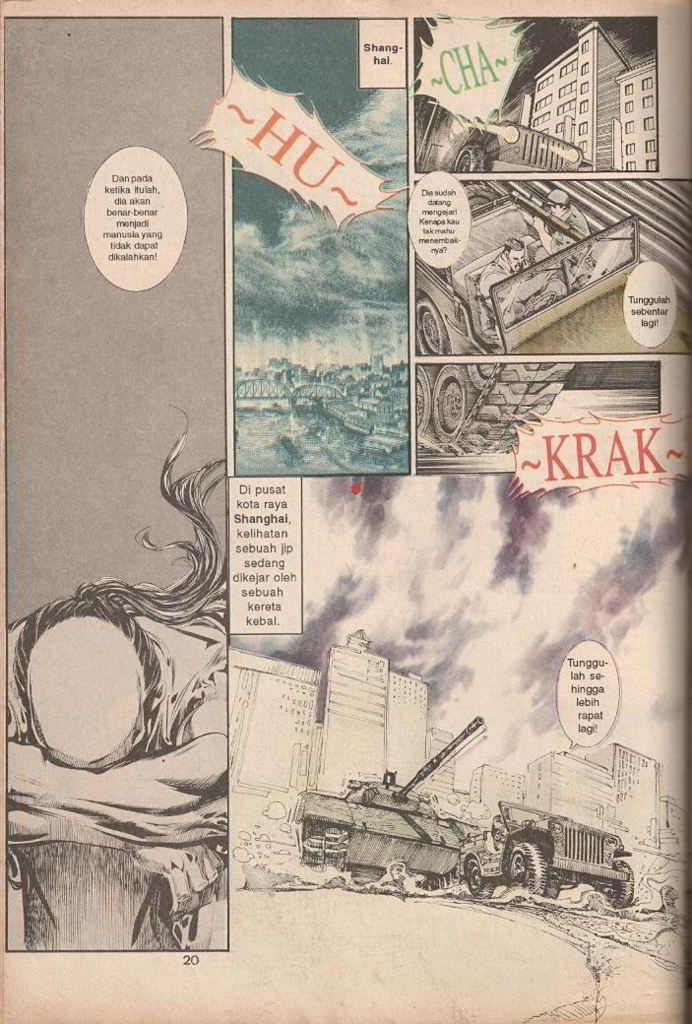 Dan pada
ketika itulah,
dia akan
benar-benar
menjadi
manusia yang
tidak dapat
dikalahkan!
Shang-
hai.
~HU~
~CHA~
Dia sudah
datang
mengejar!
Kenapa kau
tak mahu
menembak-
nya?
Tunggulah
sebentar
lagi!
~KRAK~
Di pusat
kota raya
Shanghai,
kelihatan
sebuah jip
sedang
dikejar oleh
sebuah
kereta
kebal.
Tunggu-
lah se-
hingga
lebih
rapat
lagi!
20